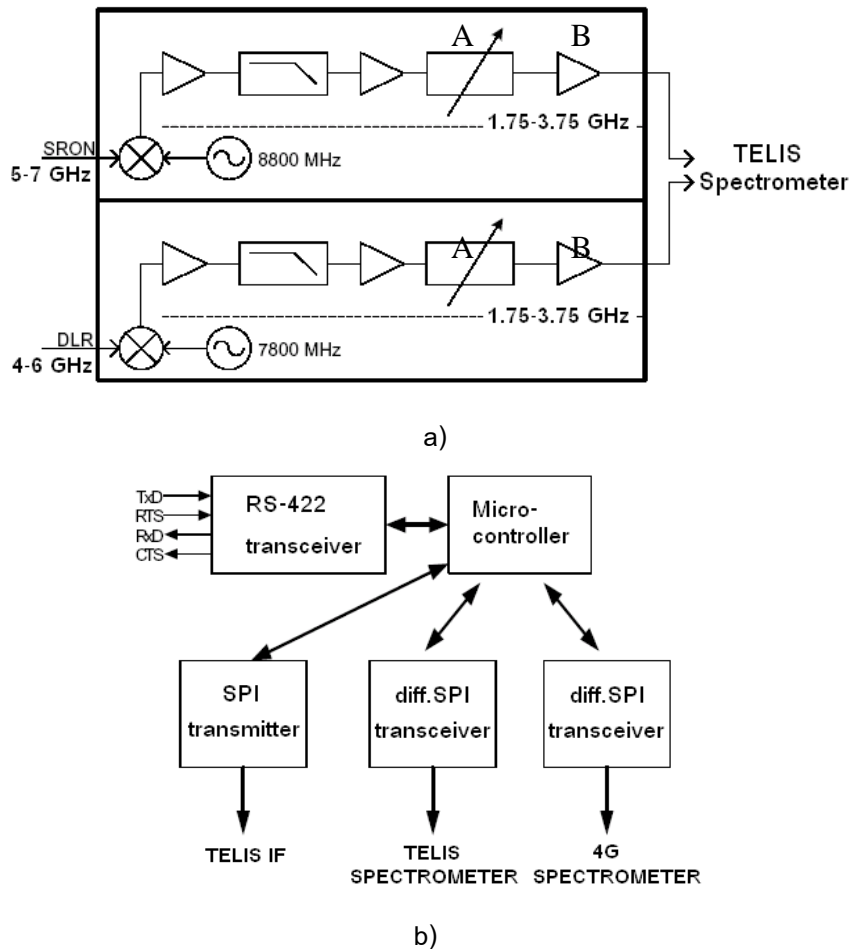 A B
1.75-3.75 GHz
SRON
5-7 GHz
8800 MHz
TELIS
Spectrometer
A B
1.75-3.75 GHz
DLR
4-6 GHz
7800 MHz
a)
TxD
RTS
RxD
CTS
RS-422
transceiver
Micro-
controller
SPI
transmitter
diff.SPI
transceiver
diff.SPI
transceiver
TELIS IF
TELIS
SPECTROMETER
4G
SPECTROMETER
b)